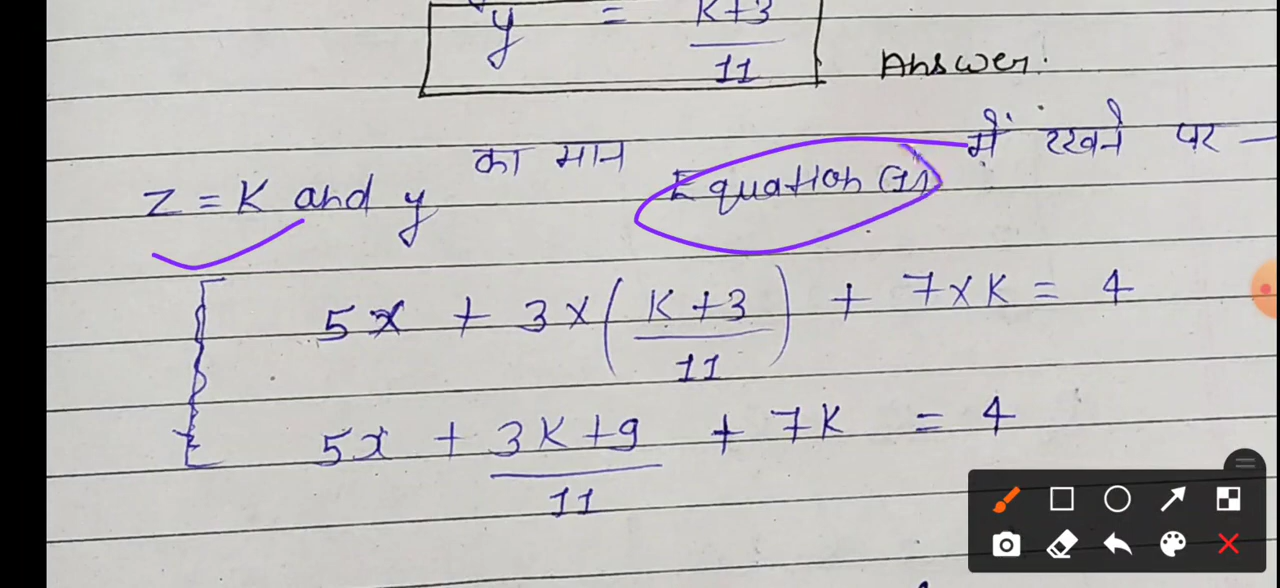 y = K+3/11
Answer.
Z = K and y का मान Equation (1) में रखने पर –
5x + 3×(K+3/11) + 7×K = 4
5x + 3K+9/11 + 7K = 4